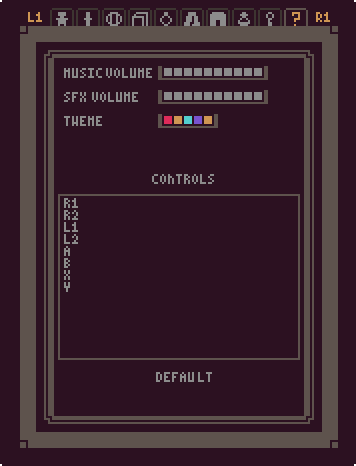 L1 ? R1
MUSIC VOLUME
SFX VOLUME
THEME
CONTROLS
R1
R2
L1
L2
A
B
X
Y
DEFAULT